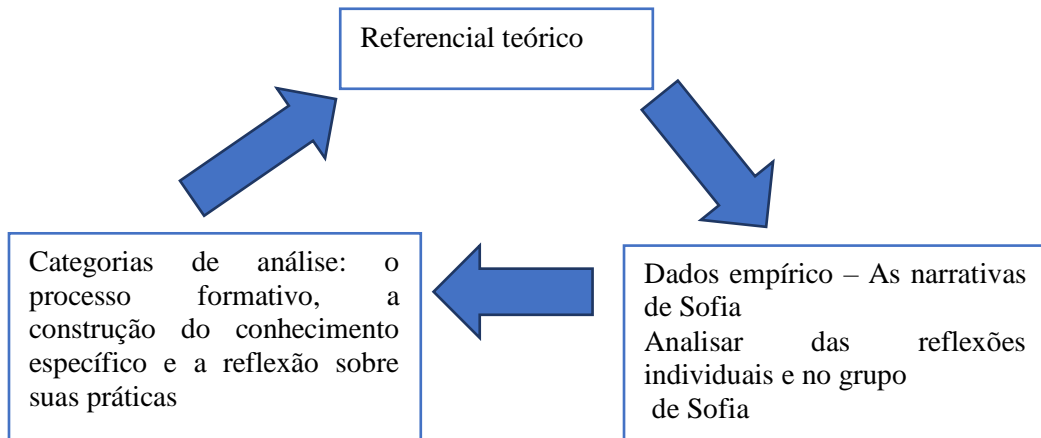 Referencial teórico
Categorias de análise: o
processo formativo, a
construção do conhecimento
específico e a reflexão sobre
suas práticas
Dados empírico – As narrativas
de Sofia
Analisar das reflexões
individuais e no grupo
de Sofia